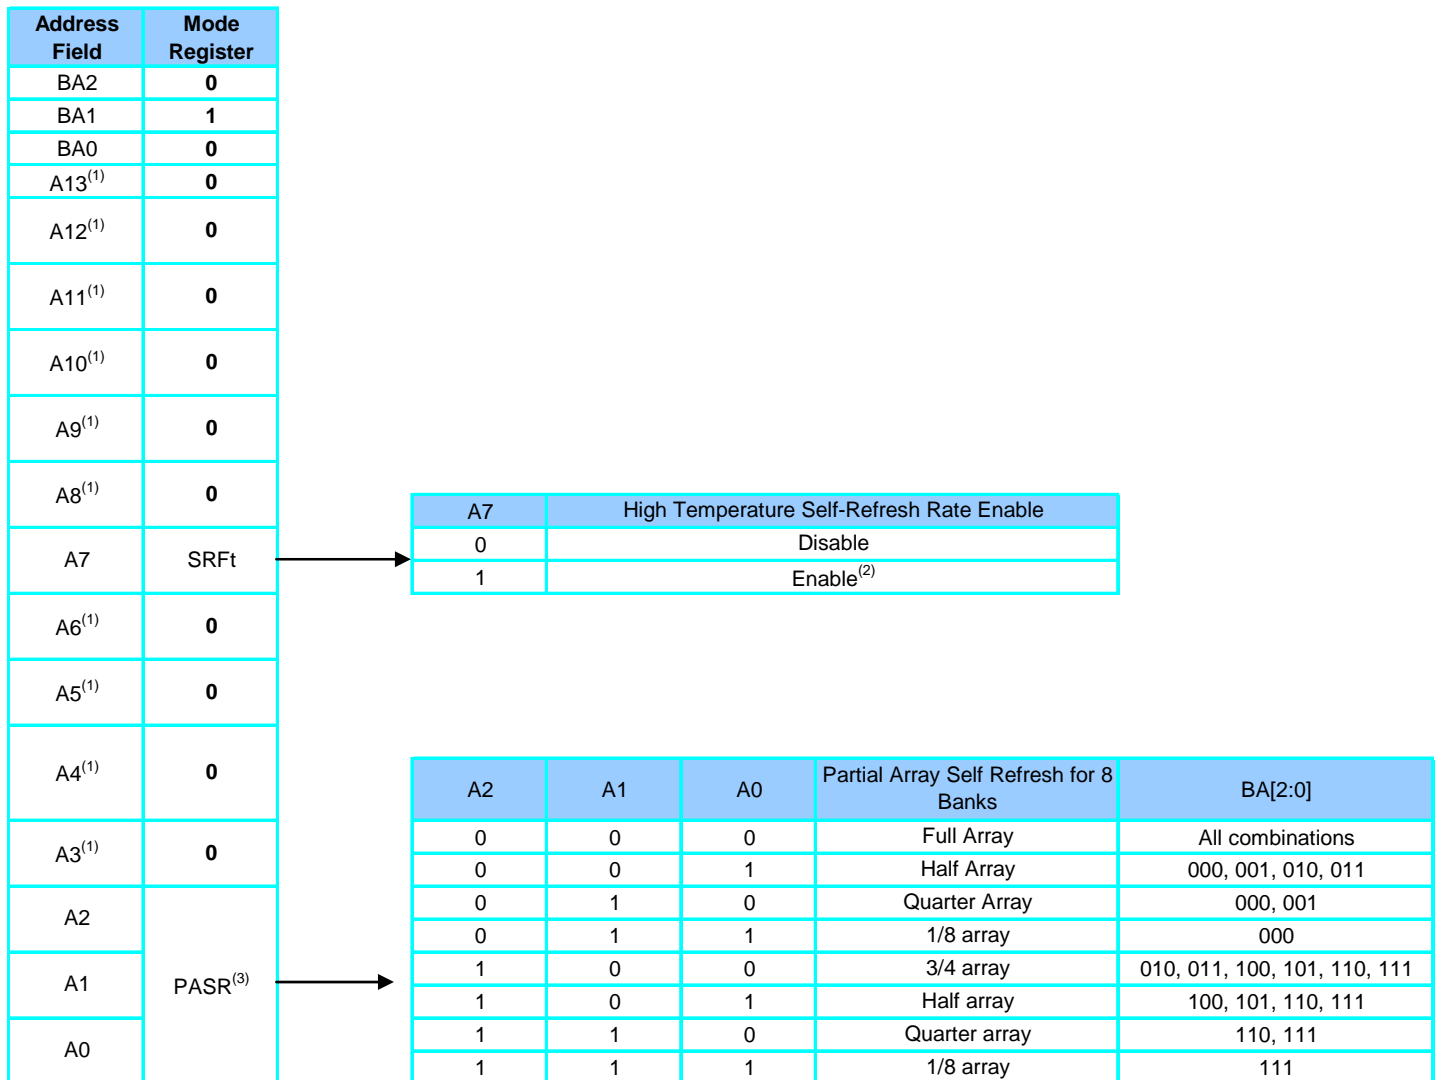 Address Field Mode Register
BA2 0
BA1 1
BA0 0
A13(1) 0
A12(1) 0
A11(1) 0
A10(1) 0
A9(1) 0
A8(1) 0
A7 SRFt
A6(1) 0
A5(1) 0
A4(1) 0
A3(1) 0
A2
A1 PASR(3)
A0
A7 High Temperature Self-Refresh Rate Enable
0 Disable
1 Enable(2)
A2 A1 A0 Partial Array Self Refresh for 8 Banks BA[2:0]
0 0 0 Full Array All combinations
0 0 1 Half Array 000, 001, 010, 011
0 1 0 Quarter Array 000, 001
0 1 1 1/8 array 000
1 0 0 3/4 array 010, 011, 100, 101, 110, 111
1 0 1 Half array 100, 101, 110, 111
1 1 0 Quarter array 110, 111
1 1 1 1/8 array 111